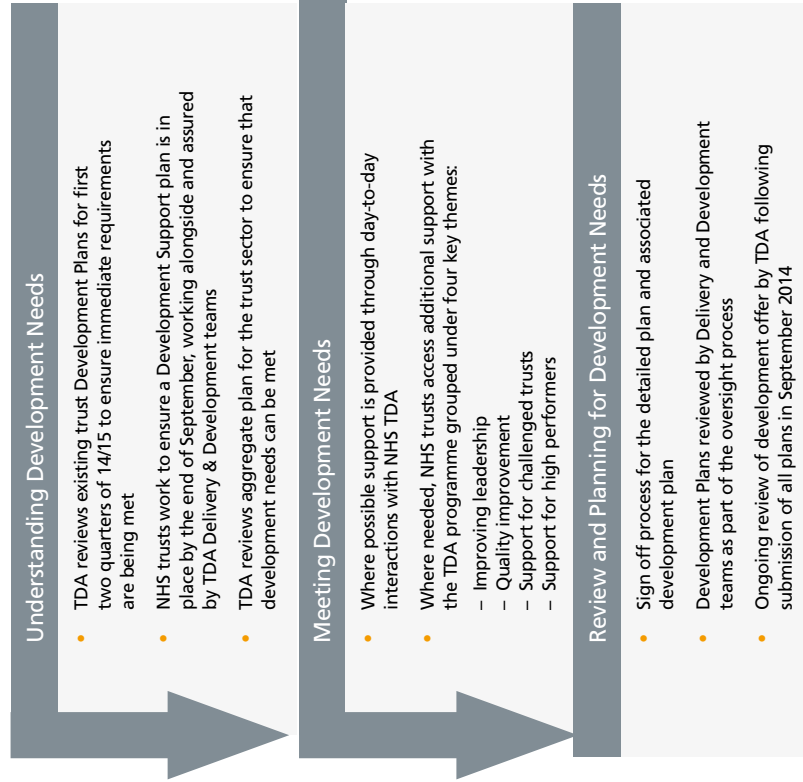 Understanding Development Needs
• TDA reviews existing trust Development Plans for first
two quarters of 14/15 to ensure immediate requirements
are being met
• NHS trusts work to ensure a Development Support plan is in
place by the end of September, working alongside and assured
by TDA Delivery & Development teams
• TDA reviews aggregate plan for the trust sector to ensure that
development needs can be met
Meeting Development Needs
• Where possible support is provided through day-to-day
interactions with NHS TDA
• Where needed, NHS trusts access additional support with
the TDA programme grouped under four key themes:
– Improving leadership
– Quality improvement
– Support for challenged trusts
– Support for high performers
Review and Planning for Development Needs
• Sign off process for the detailed plan and associated
development plan
• Development Plans reviewed by Delivery and Development
teams as part of the oversight process
• Ongoing review of development offer by TDA following
submission of all plans in September 2014